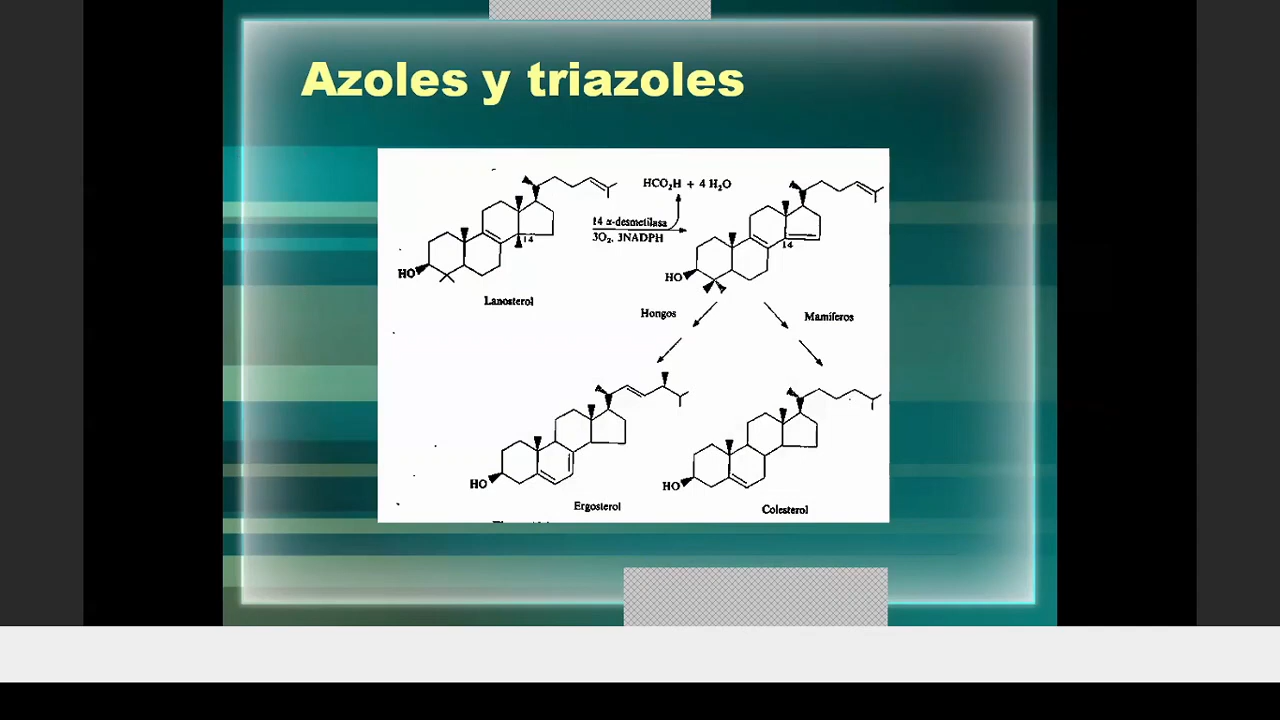 Azoles y triazoles
HCO₂H + 4 H₂O
14 α-desmetilasa
3O₂, 3NADPH
14
14
HO
HO
Lanosterol
Hongos
Mamíferos
HO
HO
Ergosterol
Colesterol